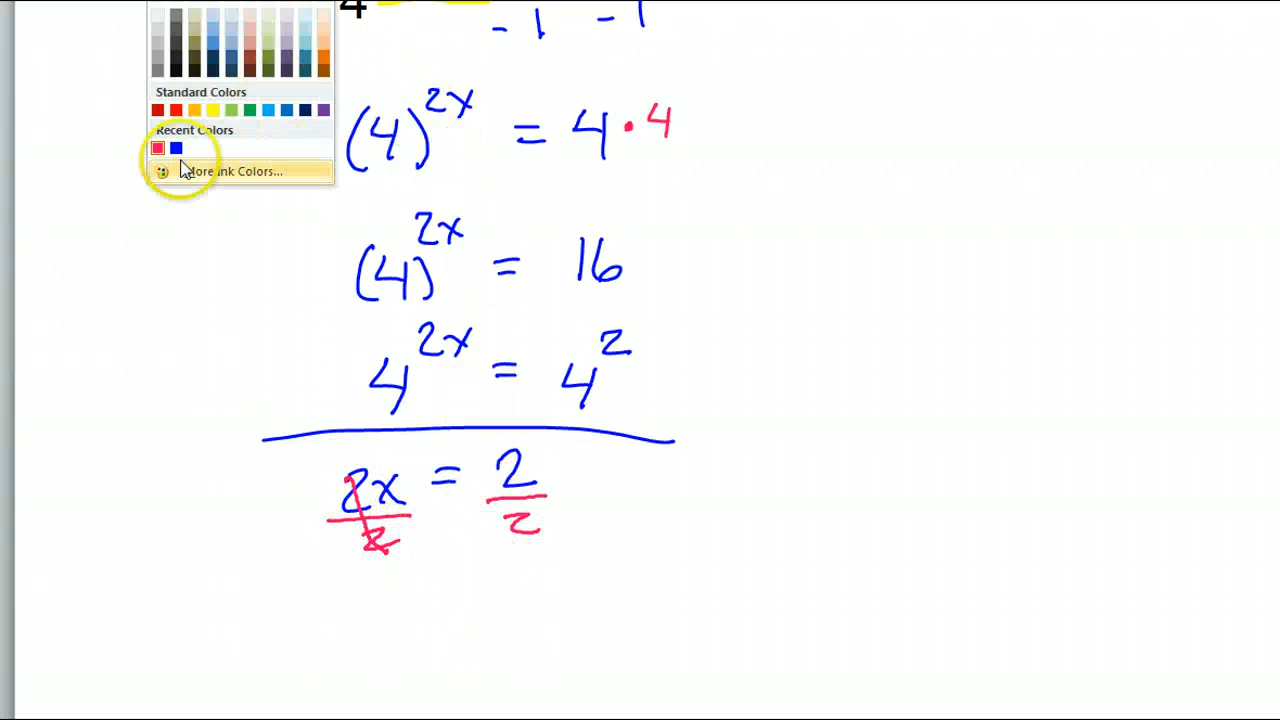 4
- 1 - 1
Standard Colors
Recent Colors
More Ink Colors...
(4)^{2x} = 4 · 4
(4)^{2x} = 16
4^{2x} = 4^{2}
2x = 2
2 2